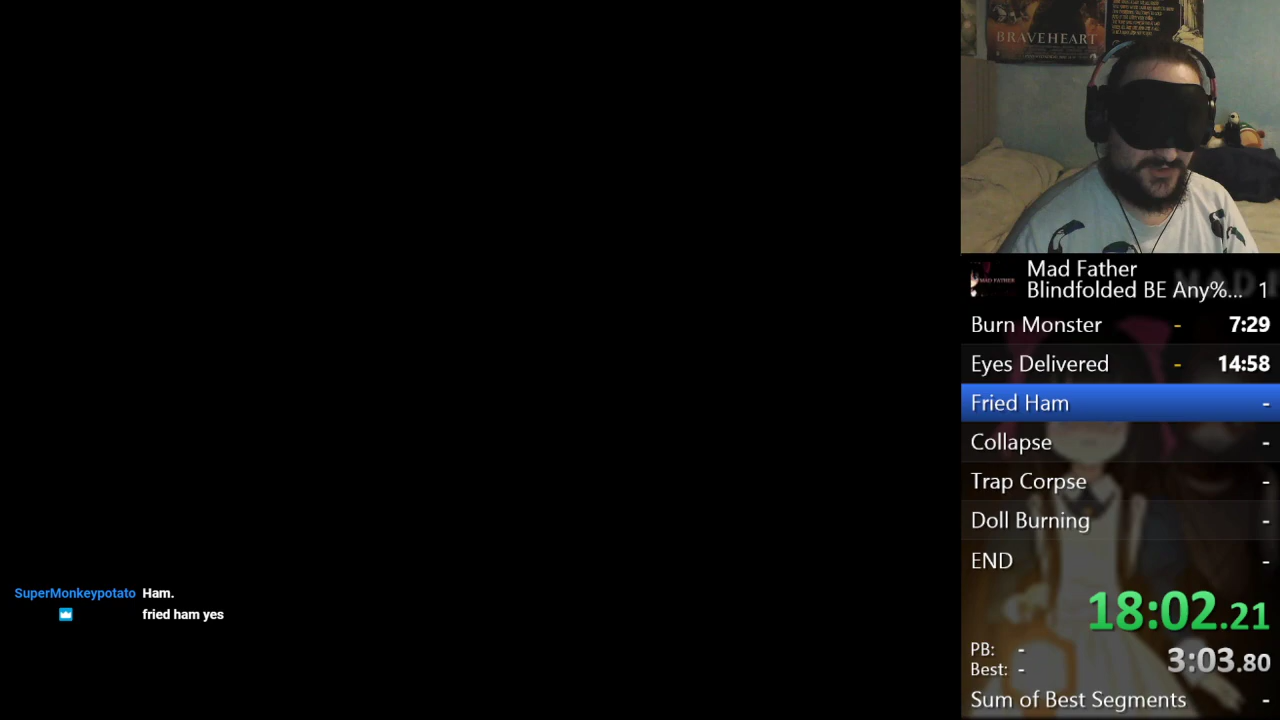 BRAVEHEART
MAD FATHER
Mad Father
Blindfolded BE Any%... 1
Burn Monster - 7:29
Eyes Delivered - 14:58
Fried Ham -
Collapse -
Trap Corpse -
Doll Burning -
END -
SuperMonkeypotato Ham.
fried ham yes
18:02.21
PB: -
Best: -
3:03.80
Sum of Best Segments -